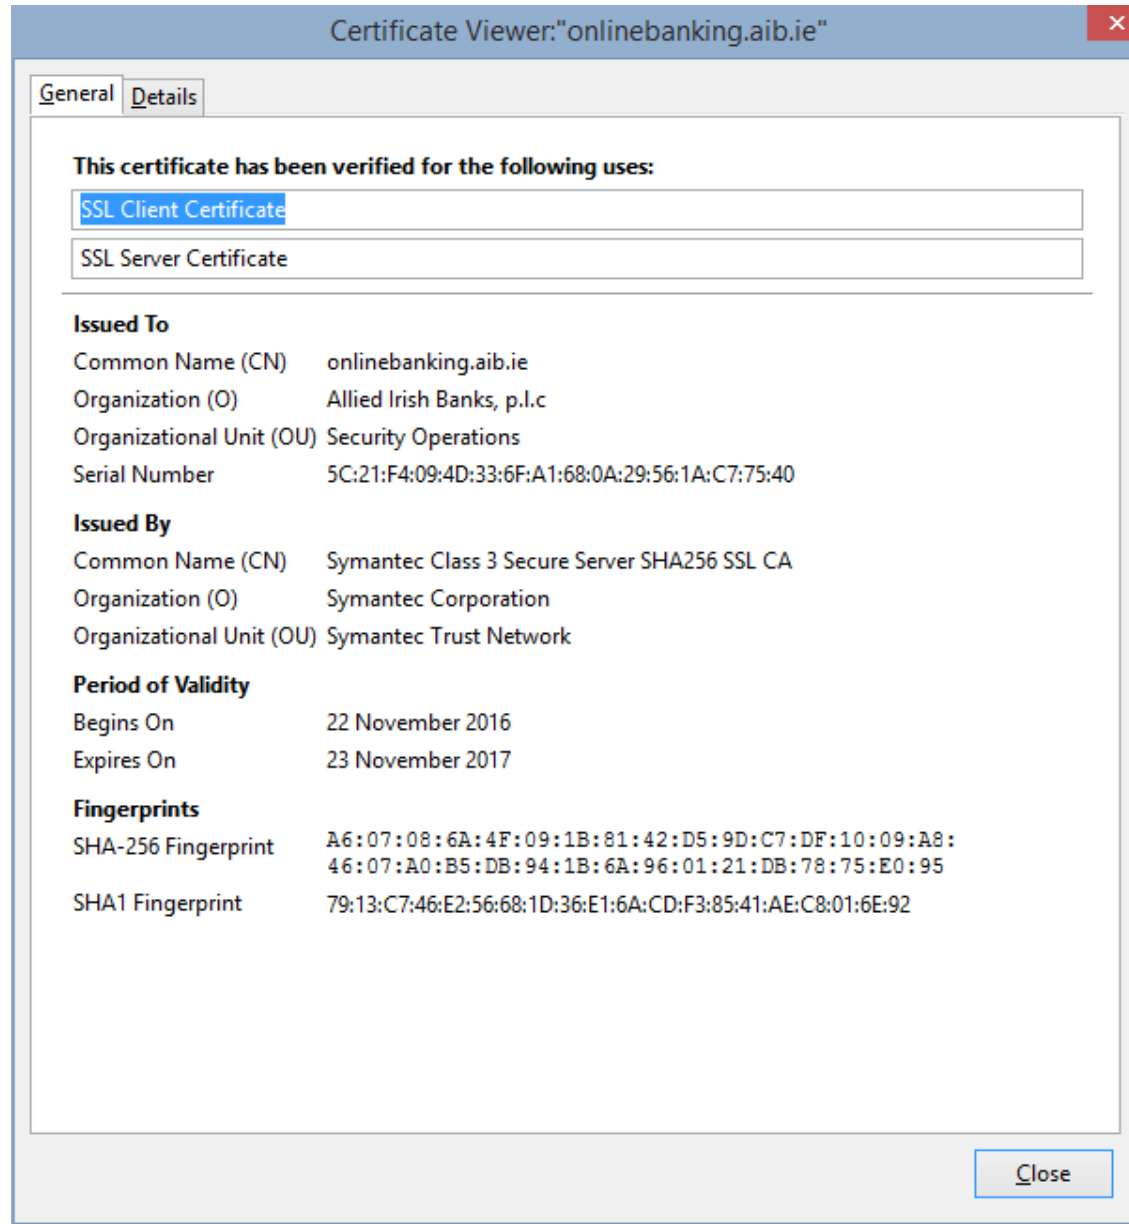 Certificate Viewer:"onlinebanking.aib.ie"
General Details
This certificate has been verified for the following uses:
SSL Client Certificate
SSL Server Certificate
Issued To
Common Name (CN) onlinebanking.aib.ie
Organization (O) Allied Irish Banks, p.l.c
Organizational Unit (OU) Security Operations
Serial Number 5C:21:F4:09:4D:33:6F:A1:68:0A:29:56:1A:C7:75:40
Issued By
Common Name (CN) Symantec Class 3 Secure Server SHA256 SSL CA
Organization (O) Symantec Corporation
Organizational Unit (OU) Symantec Trust Network
Period of Validity
Begins On 22 November 2016
Expires On 23 November 2017
Fingerprints
SHA-256 Fingerprint A6:07:08:6A:4F:09:1B:81:42:D5:9D:C7:DF:10:09:A8:
46:07:A0:B5:DB:94:1B:6A:96:01:21:DB:78:75:E0:95
SHA1 Fingerprint 79:13:C7:46:E2:56:68:1D:36:E1:6A:CD:F3:85:41:AE:C8:01:6E:92
Close